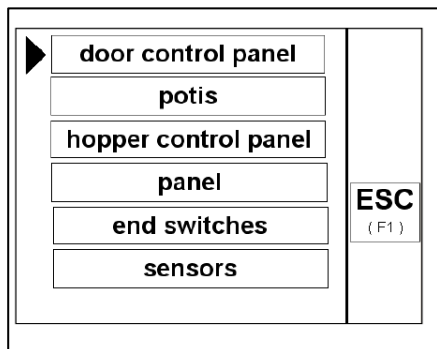 door control panel
potis
hopper control panel
panel
end switches
sensors
ESC
( F1 )